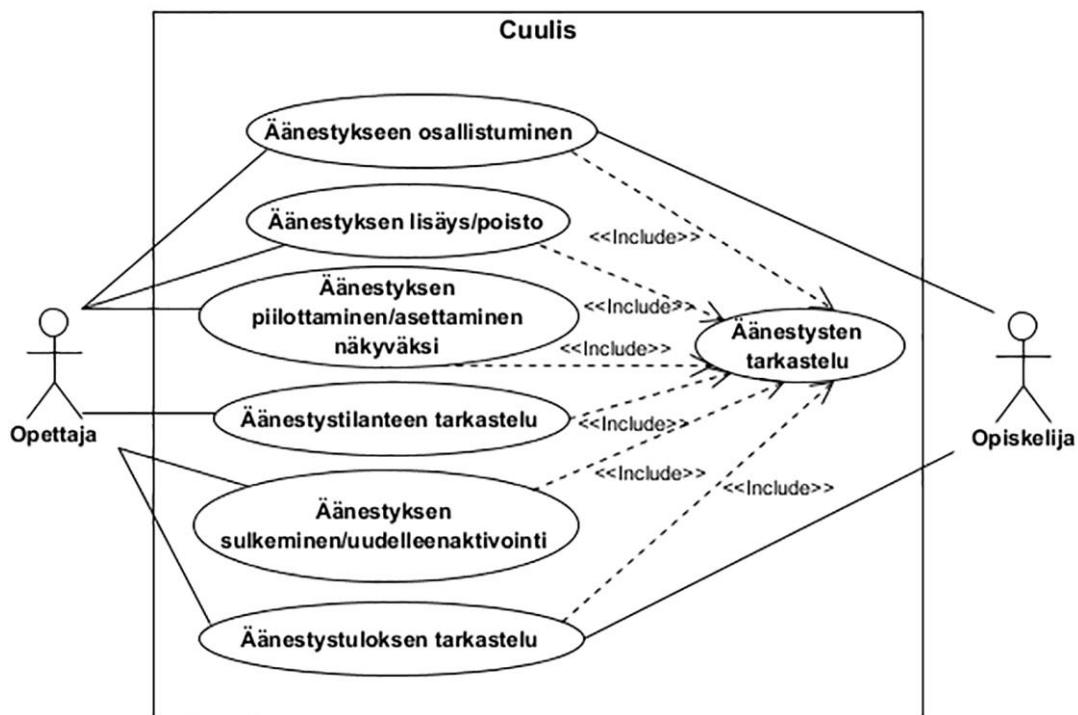 Cuulis
Äänestykseen osallistuminen
Äänestyksen lisäys/poisto
<<Include>>
Äänestyksen
piilottaminen/asettaminen
näkyväksi
<<Include>>
<<Include>>
Äänestysten
tarkastelu
Äänestystilanteen tarkastelu
<<Include>>
Opettaja
Opiskelija
<<Include>>
<<Include>>
Äänestyksen
sulkeminen/uudelleenaktivointi
Äänestystuloksen tarkastelu